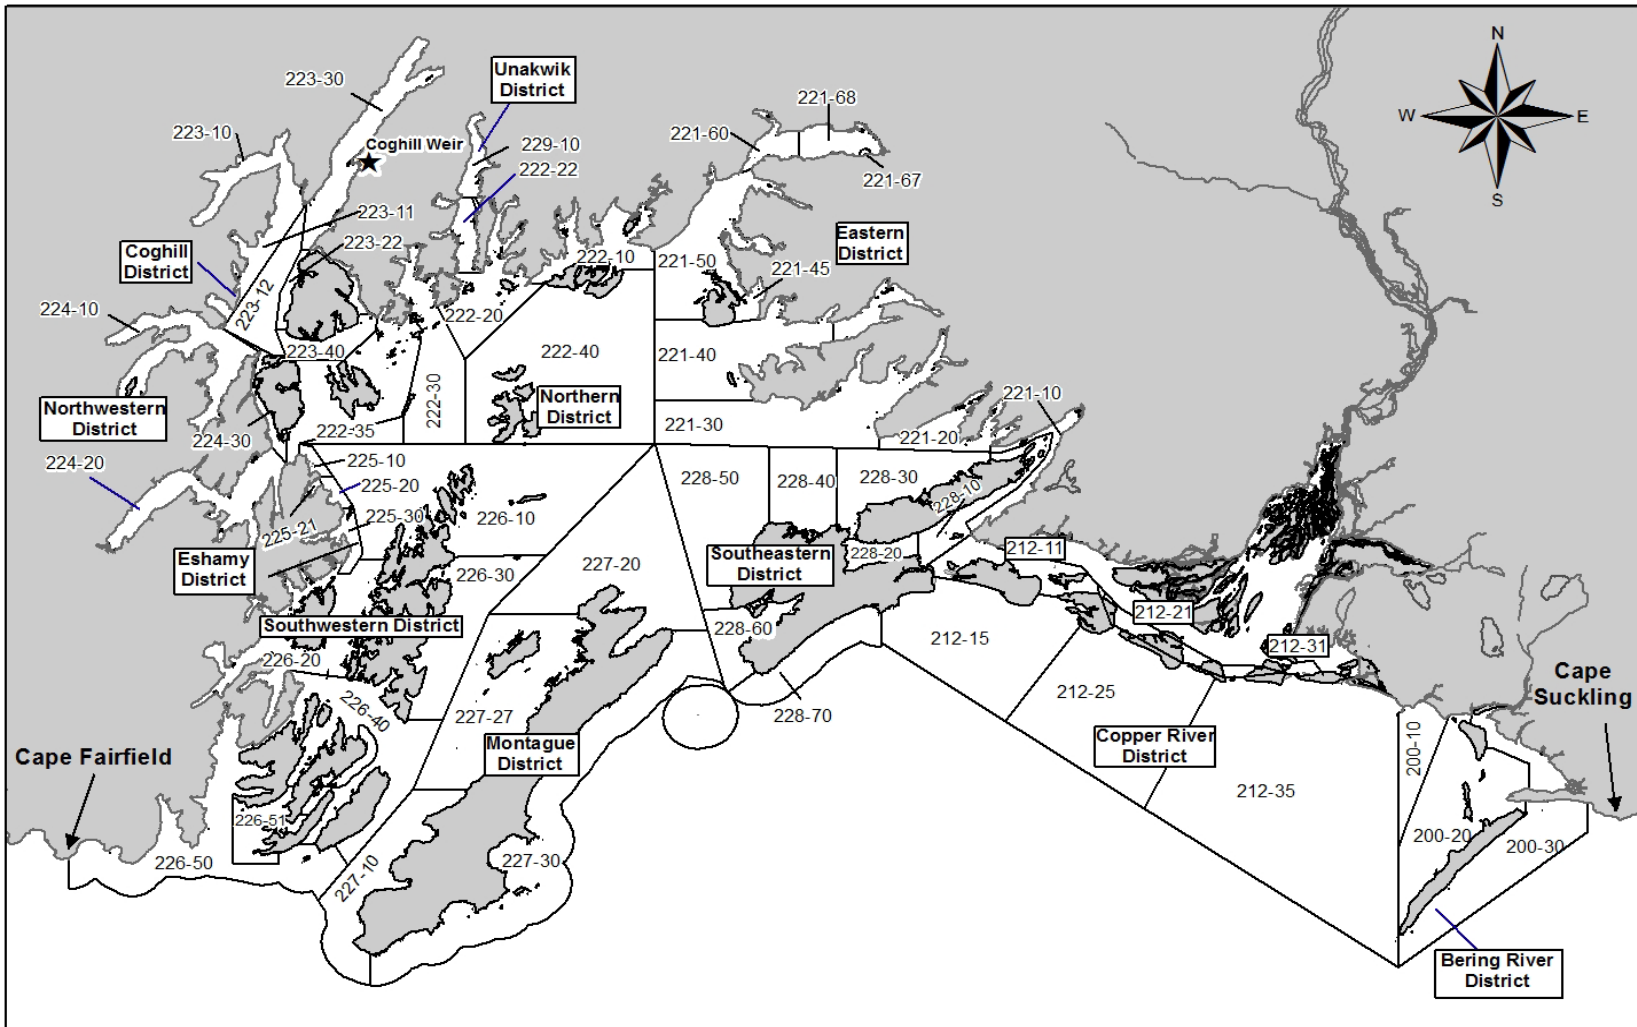 N
W
E
S
223-30
Unakwik
District
221-68
223-10
221-60
Coghill Weir
229-10
222-22
221-67
223-11
223-22
Coghill
District
Eastern
District
222-10
221-50
221-45
223-12
224-10
222-20
223-40
222-40
221-40
222-30
Northwestern
District
Northern
District
221-10
224-30
222-35
221-30
221-20
224-20
225-10
225-20
228-50
228-40
228-30
228-10
225-21
225-30
226-10
Eshamy
District
226-30
227-20
Southeastern
District
228-20
212-11
212-21
Southwestern District
228-60
212-15
212-31
226-20
226-40
227-27
228-70
212-25
Cape
Suckling
Cape Fairfield
Montague
District
Copper River
District
200-10
212-35
226-51
200-20
200-30
226-50
227-10
227-30
Bering River
District